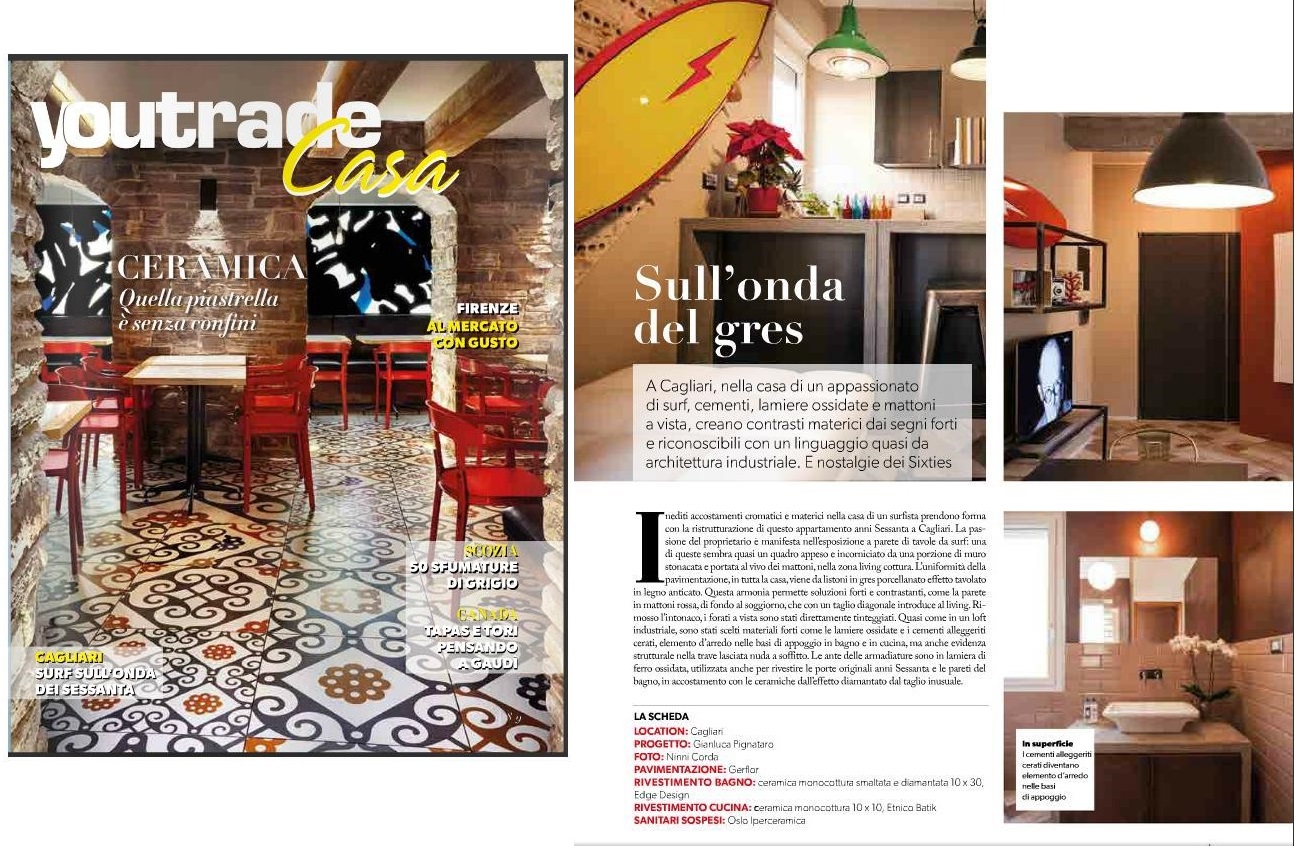 youtrade
Casa
CERAMICA
Quella piastrella
è senza confini
FIRENZE
AL MERCATO
CON GUSTO
SCOZIA
50 SFUMATURE
DI GRIGIO
CANADA
TAPAS E TORI
PENSANDO
A GAUDÌ
CAGLIARI
SURF SULL'ONDA
DEI SESSANTA
Sull'onda
del gres
A Cagliari, nella casa di un appassionato
di surf, cementi, lamiere ossidate e mattoni
a vista, creano contrasti materici dai segni forti
e riconoscibili con un linguaggio quasi da
architettura industriale. E nostalgie dei Sixties
Inediti accostamenti cromatici e materici nella casa di un surfista prendono forma
con la ristrutturazione di questo appartamento anni Sessanta a Cagliari. La pas-
sione del proprietario è manifesta nell'esposizione a parete di tavole da surf: una
di queste sembra quasi un quadro appeso e incorniciato da una porzione di muro
stonacata e portata al vivo dei mattoni, nella zona living cottura. L'uniformità della
pavimentazione, in tutta la casa, viene da listoni in gres porcellanato effetto tavolato
in legno anticato. Questa armonia permette soluzioni forti e contrastanti, come la parete
in mattoni rossa, di fondo al soggiorno, che con un taglio diagonale introduce al living. Ri-
mosso l'intonaco, i forati a vista sono stati direttamente tinteggiati. Quasi come in un loft
industriale, sono stati scelti materiali forti come le lamiere ossidate e i cementi alleggeriti
cerati, elemento d'arredo nelle basi di appoggio in bagno e in cucina, ma anche evidenza
strutturale nella trave lasciata nuda a soffitto. Le ante delle armadiature sono in lamiera di
ferro ossidata, utilizzata anche per rivestire le porte originali anni Sessanta e le pareti del
bagno, in accostamento con le ceramiche dall'effetto diamantato dal taglio inusuale.
LA SCHEDA
LOCATION: Cagliari
PROGETTO: Gianluca Pignataro
FOTO: Ninni Corda
PAVIMENTAZIONE: Gerflor
RIVESTIMENTO BAGNO: ceramica monocottura smaltata e diamantata 10 x 30,
Edge Design
RIVESTIMENTO CUCINA: ceramica monocottura 10 x 10, Etnico Batik
SANITARI SOSPESI: Oslo Iperceramica
In superficie
I cementi alleggeriti
cerati diventano
elemento d'arredo
nelle basi
di appoggio